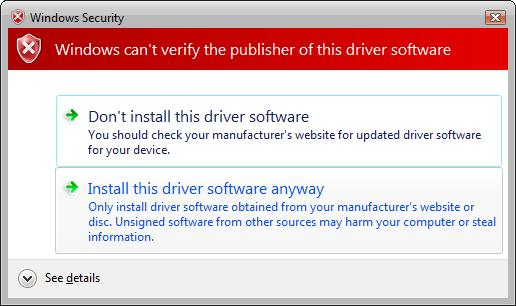 Windows Security
Windows can't verify the publisher of this driver software
Don't install this driver software
You should check your manufacturer's website for updated driver software
for your device.
Install this driver software anyway
Only install driver software obtained from your manufacturer's website or
disc. Unsigned software from other sources may harm your computer or steal
information.
See details